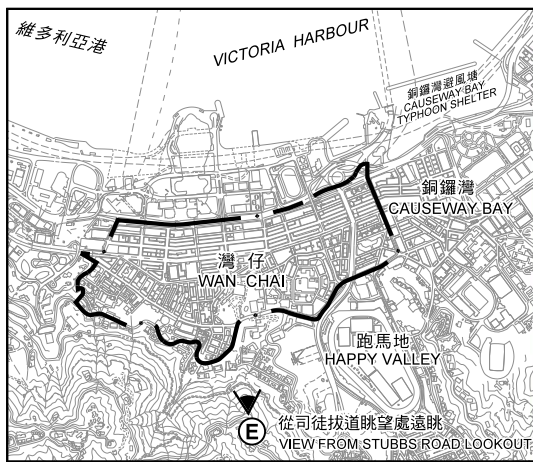 維多利亞港
VICTORIA HARBOUR
銅鑼灣避風塘
CAUSEWAY BAY
TYPHOON SHELTER
銅鑼灣
CAUSEWAY BAY
灣仔
WAN CHAI
跑馬地
HAPPY VALLEY
E
從司徒拔道眺望處遠眺
VIEW FROM STUBBS ROAD LOOKOUT